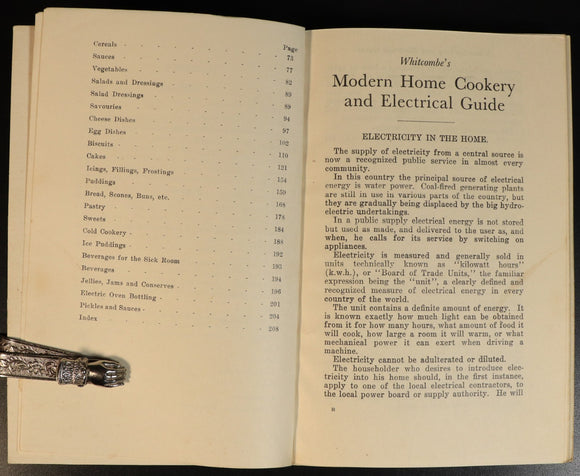 Page
Cereals - 73
Sauces - 77
Vegetables - 82
Salads and Dressings - 89
Salad Dressings - 89
Savouries - 94
Cheese Dishes - 97
Egg Dishes - 102
Biscuits - 110
Cakes - 121
Icings, Fillings, Frostings 154
Puddings - 159
Bread, Scones, Buns, etc. 168
Pastry - 178
Sweets - 184
Cold Cookery - 188
Ice Puddings - 192
Beverages for the Sick Room 193
Beverages - 194
Jellies, Jams and Conserves - 196
Electric Oven Bottling - 201
Pickles and Sauces - 204
Index - 208
Whitcombe's
Modern Home Cookery
and Electrical Guide
ELECTRICITY IN THE HOME.
The supply of electricity from a central source is
now a recognized public service in almost every
community.
In this country the principal source of electrical
energy is water power. Coal-fired generating plants
are still in use in various parts of the country, but
they are gradually being displaced by the big hydro-
electric undertakings.
In a public supply electrical energy is not stored
but used as made, and delivered to the user as, and
when, he calls for its service by switching on
appliances.
Electricity is measured and generally sold in
units technically known as "kilowatt hours"
(k.w.h.), or "Board of Trade Units," the familiar
expression being the "unit", a clearly defined and
recognized measure of electrical energy in every
country of the world.
The unit contains a definite amount of energy. It
is known exactly how much light can be obtained
from it for how many hours, what amount of food it
will cook, how large a room it will warm, or what
mechanical power it can exert when driving a
machine.
Electricity cannot be adulterated or diluted.
The householder who desires to introduce elec-
tricity into his home should, in the first instance,
apply to one of the local electrical contractors, to
the local power board or supply authority. He will